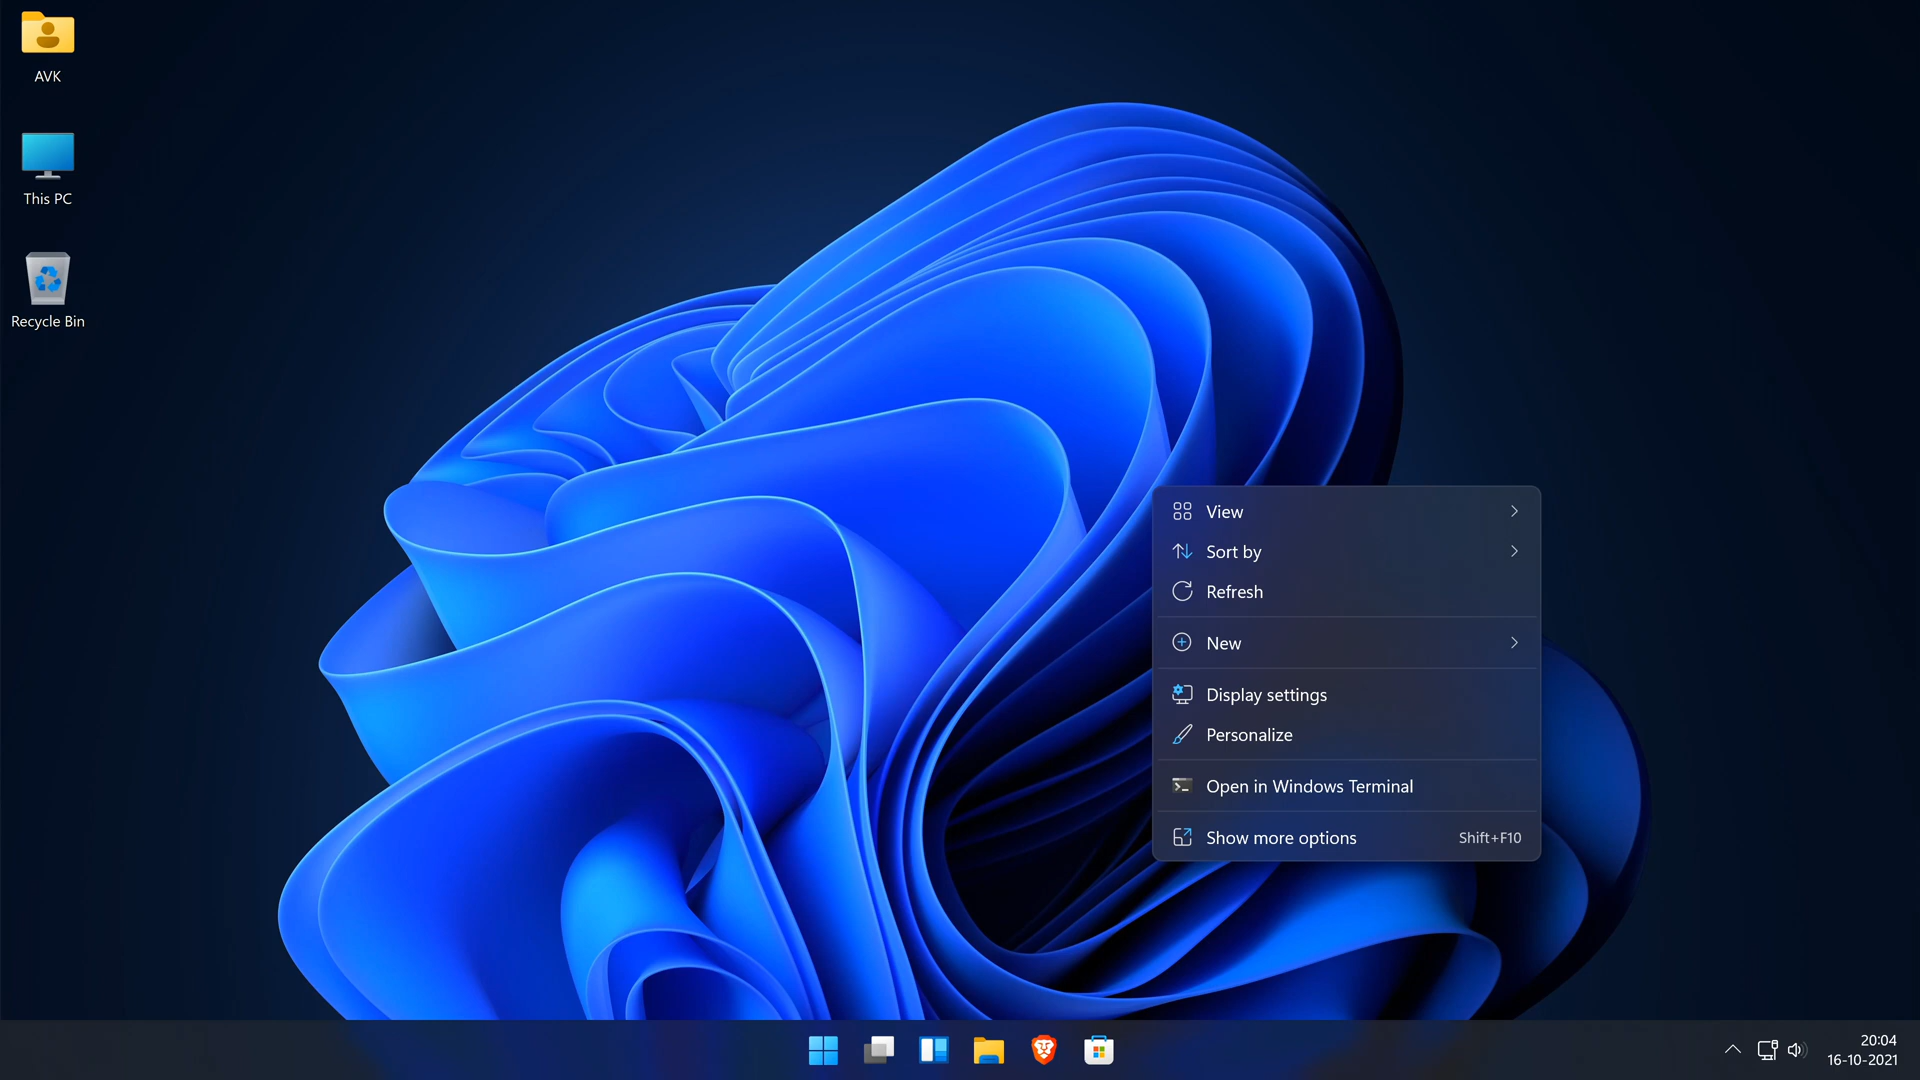 AVK
This PC
Recycle Bin
View
Sort by
Refresh
New
Display settings
Personalize
Open in Windows Terminal
Show more options Shift+F10
20:04
16-10-2021